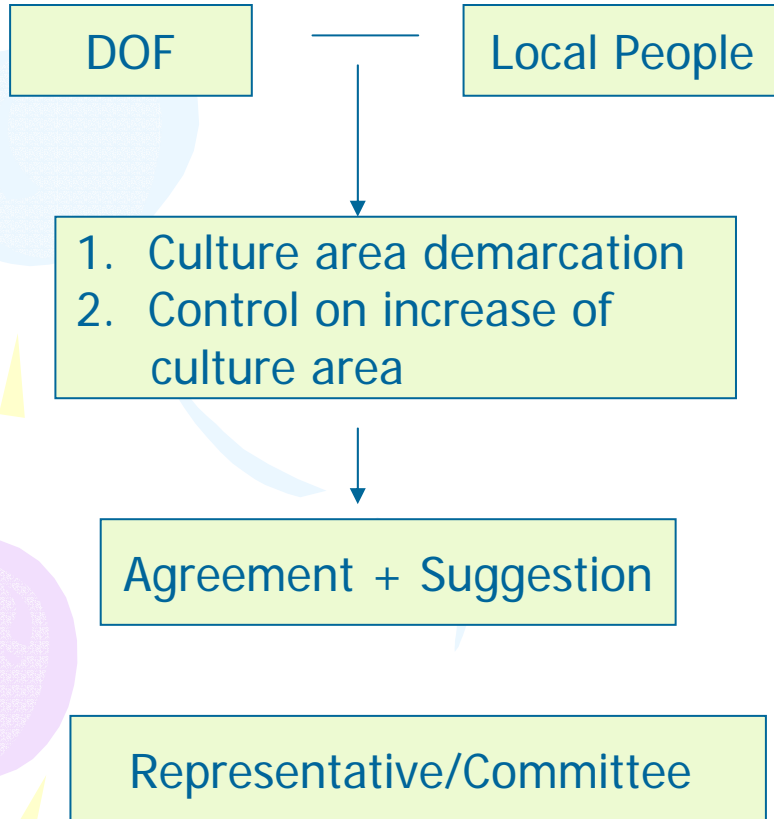 DOF
Local People
1. Culture area demarcation
2. Control on increase of
culture area
Agreement + Suggestion
Representative/Committee